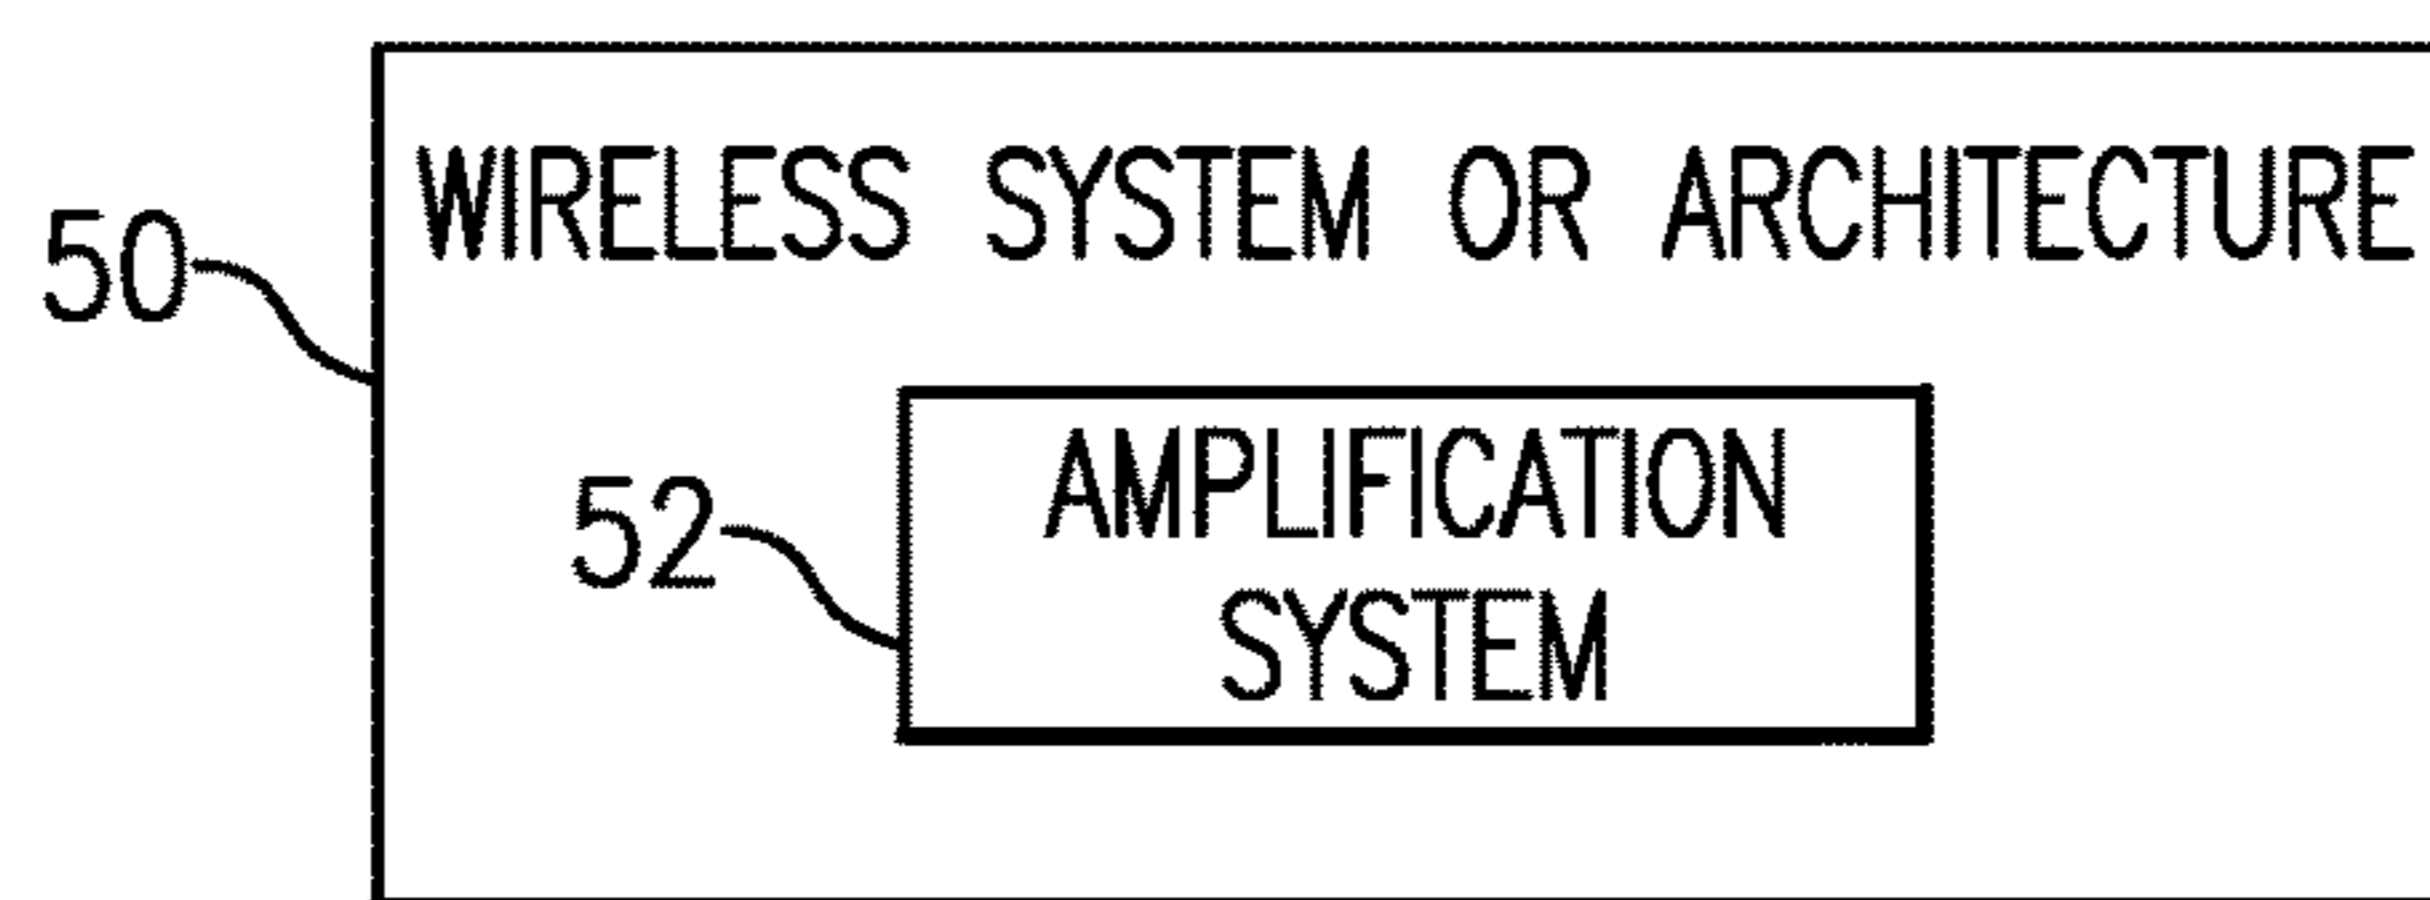 WIRELESS SYSTEM OR ARCHITECTURE
50
52
AMPLIFICATION
SYSTEM